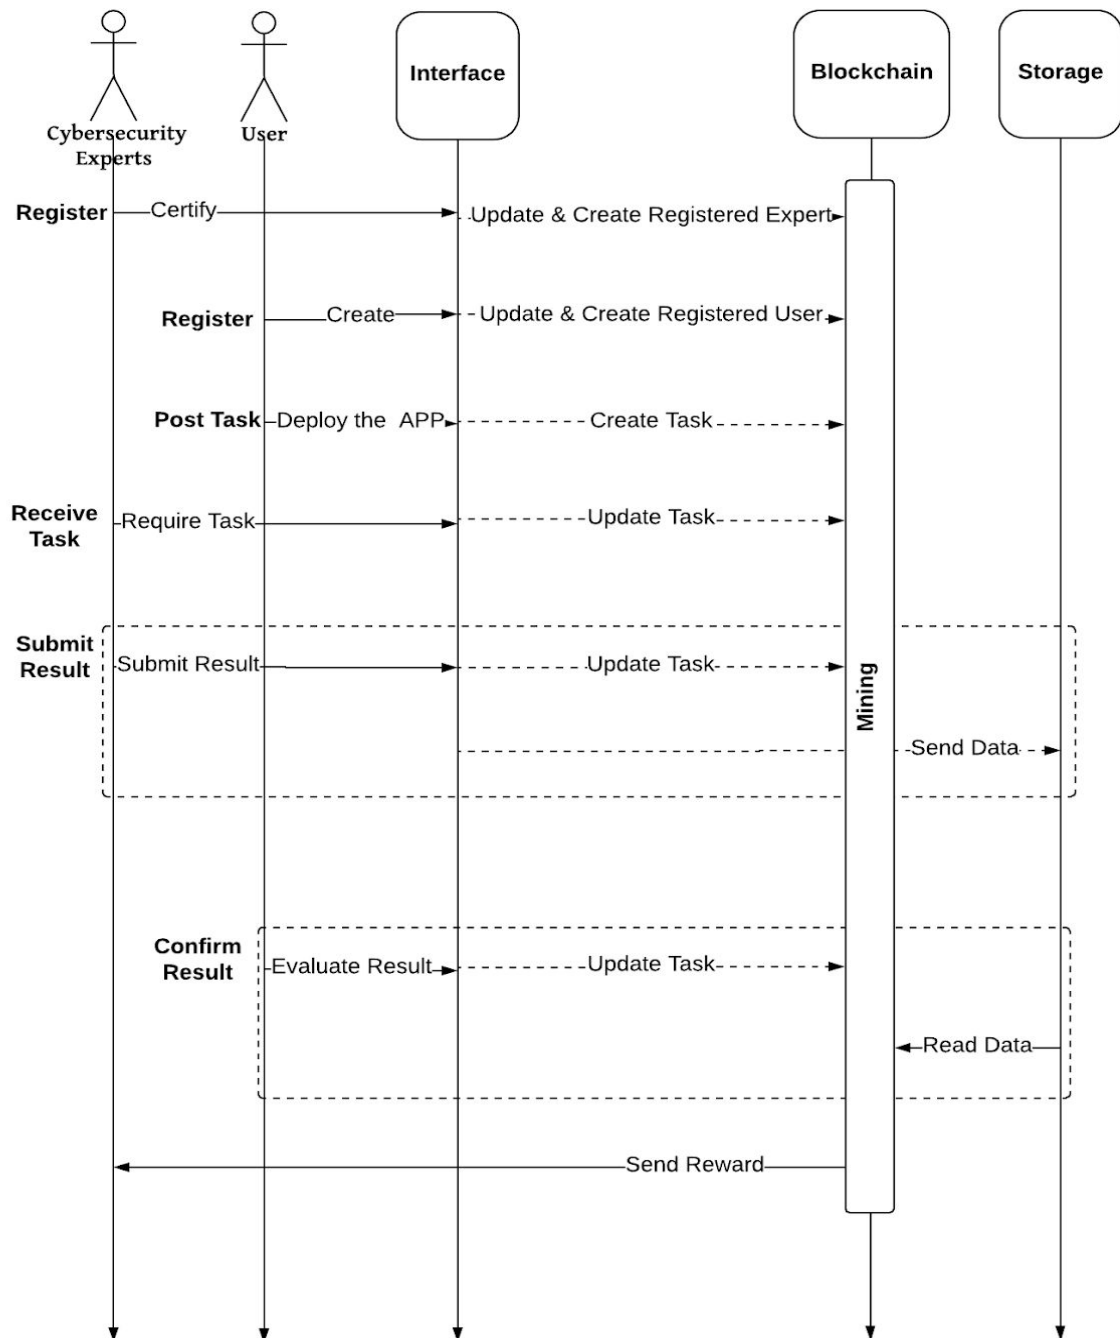 Interface
Blockchain
Storage
Cybersecurity
Experts
User
Register
Certify
Update & Create Registered Expert
Register
Create
Update & Create Registered User
Post Task
Deploy the APP
Create Task
Receive
Task
Require Task
Update Task
Submit
Result
Submit Result
Update Task
Mining
Send Data
Confirm
Result
Evaluate Result
Update Task
Read Data
Send Reward